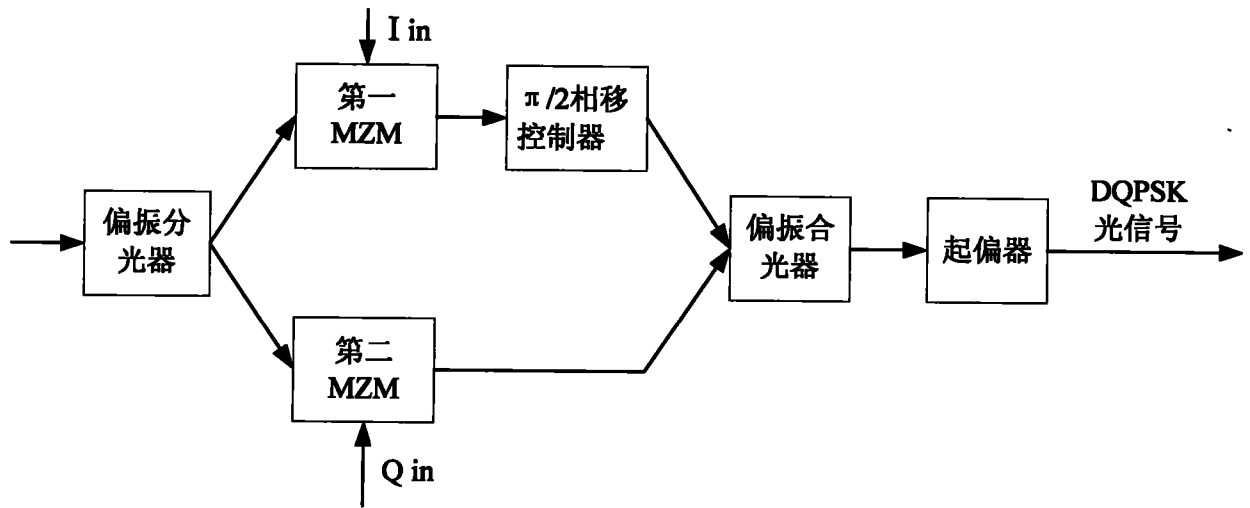 I in
第一
MZM
π/2相移
控制器
偏振分
光器
偏振合
光器
起偏器
DQPSK
光信号
第二
MZM
Q in